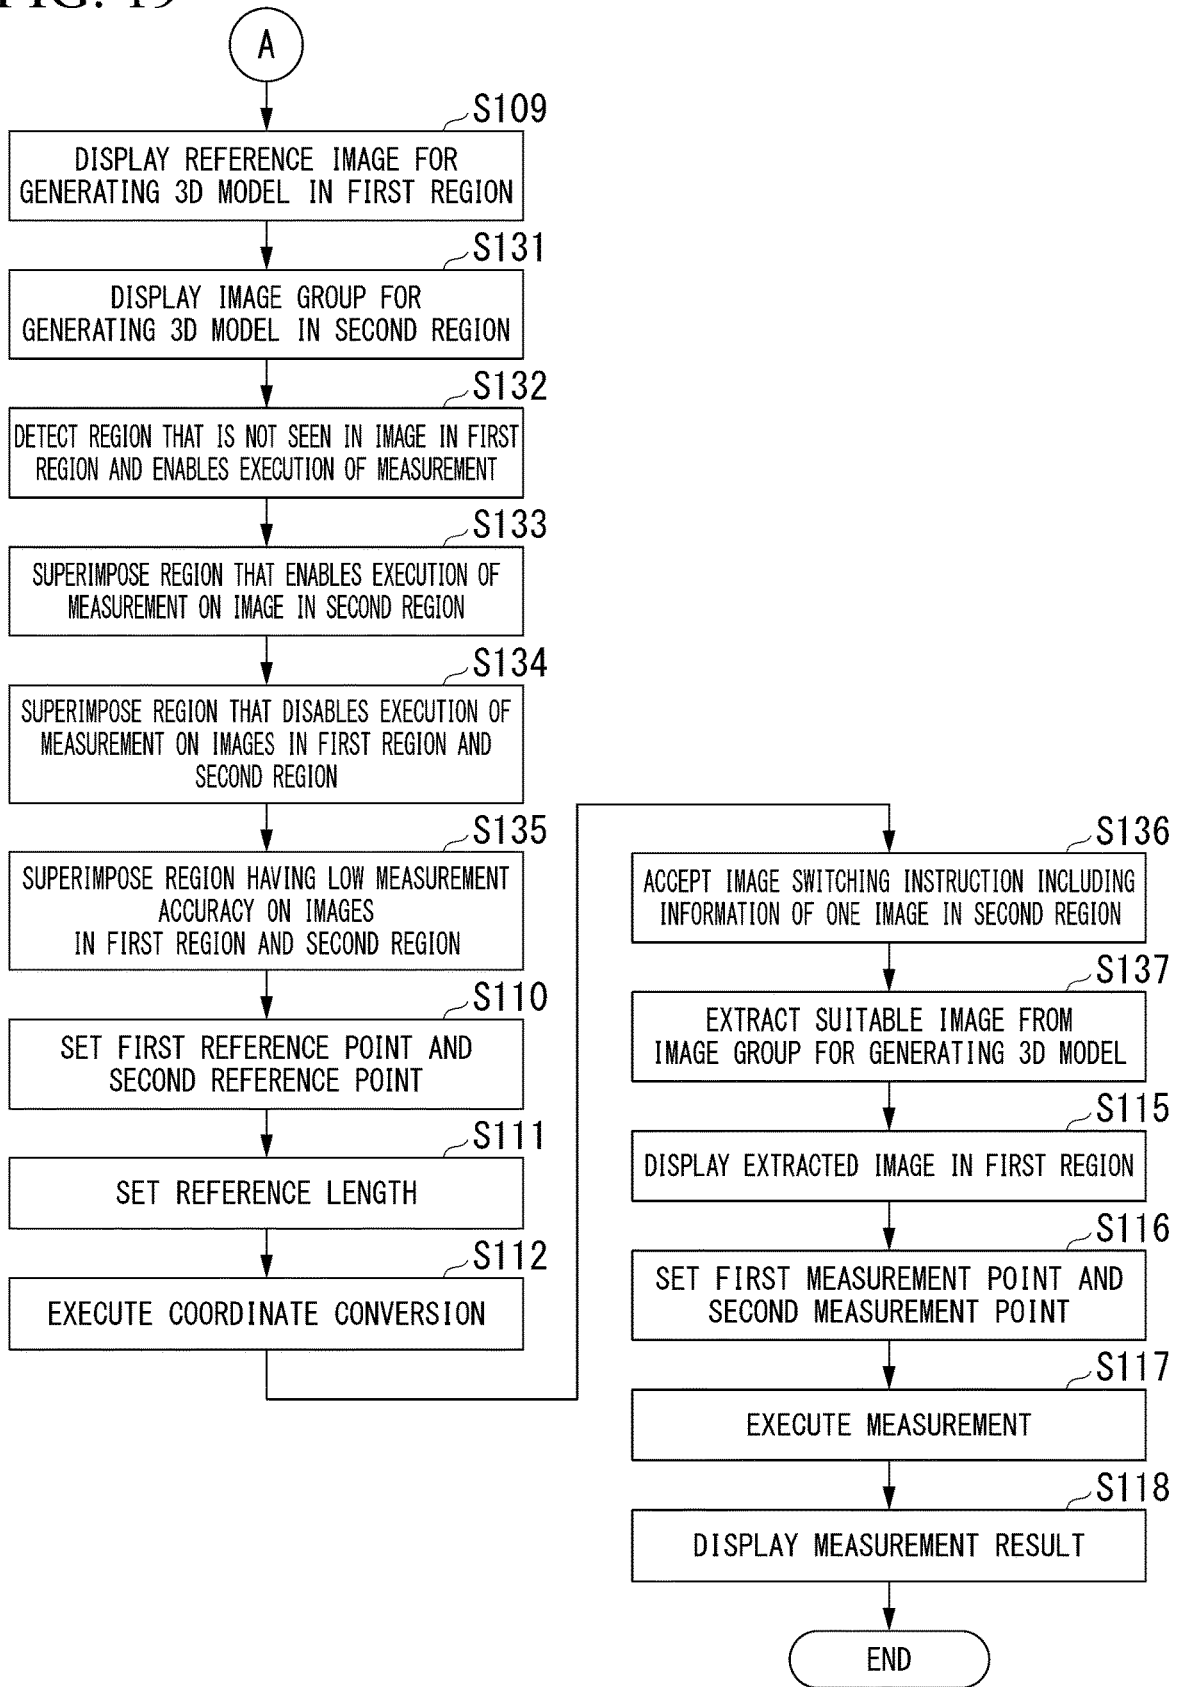 A
S109
DISPLAY REFERENCE IMAGE FOR
GENERATING 3D MODEL IN FIRST REGION
S131
DISPLAY IMAGE GROUP FOR
GENERATING 3D MODEL IN SECOND REGION
S132
DETECT REGION THAT IS NOT SEEN IN IMAGE IN FIRST
REGION AND ENABLES EXECUTION OF MEASUREMENT
S133
SUPERIMPOSE REGION THAT ENABLES EXECUTION OF
MEASUREMENT ON IMAGE IN SECOND REGION
S134
SUPERIMPOSE REGION THAT DISABLES EXECUTION OF
MEASUREMENT ON IMAGES IN FIRST REGION AND
SECOND REGION
S135
SUPERIMPOSE REGION HAVING LOW MEASUREMENT
ACCURACY ON IMAGES
IN FIRST REGION AND SECOND REGION
S110
SET FIRST REFERENCE POINT AND
SECOND REFERENCE POINT
S111
SET REFERENCE LENGTH
S112
EXECUTE COORDINATE CONVERSION
S136
ACCEPT IMAGE SWITCHING INSTRUCTION INCLUDING
INFORMATION OF ONE IMAGE IN SECOND REGION
S137
EXTRACT SUITABLE IMAGE FROM
IMAGE GROUP FOR GENERATING 3D MODEL
S115
DISPLAY EXTRACTED IMAGE IN FIRST REGION
S116
SET FIRST MEASUREMENT POINT AND
SECOND MEASUREMENT POINT
S117
EXECUTE MEASUREMENT
S118
DISPLAY MEASUREMENT RESULT
END